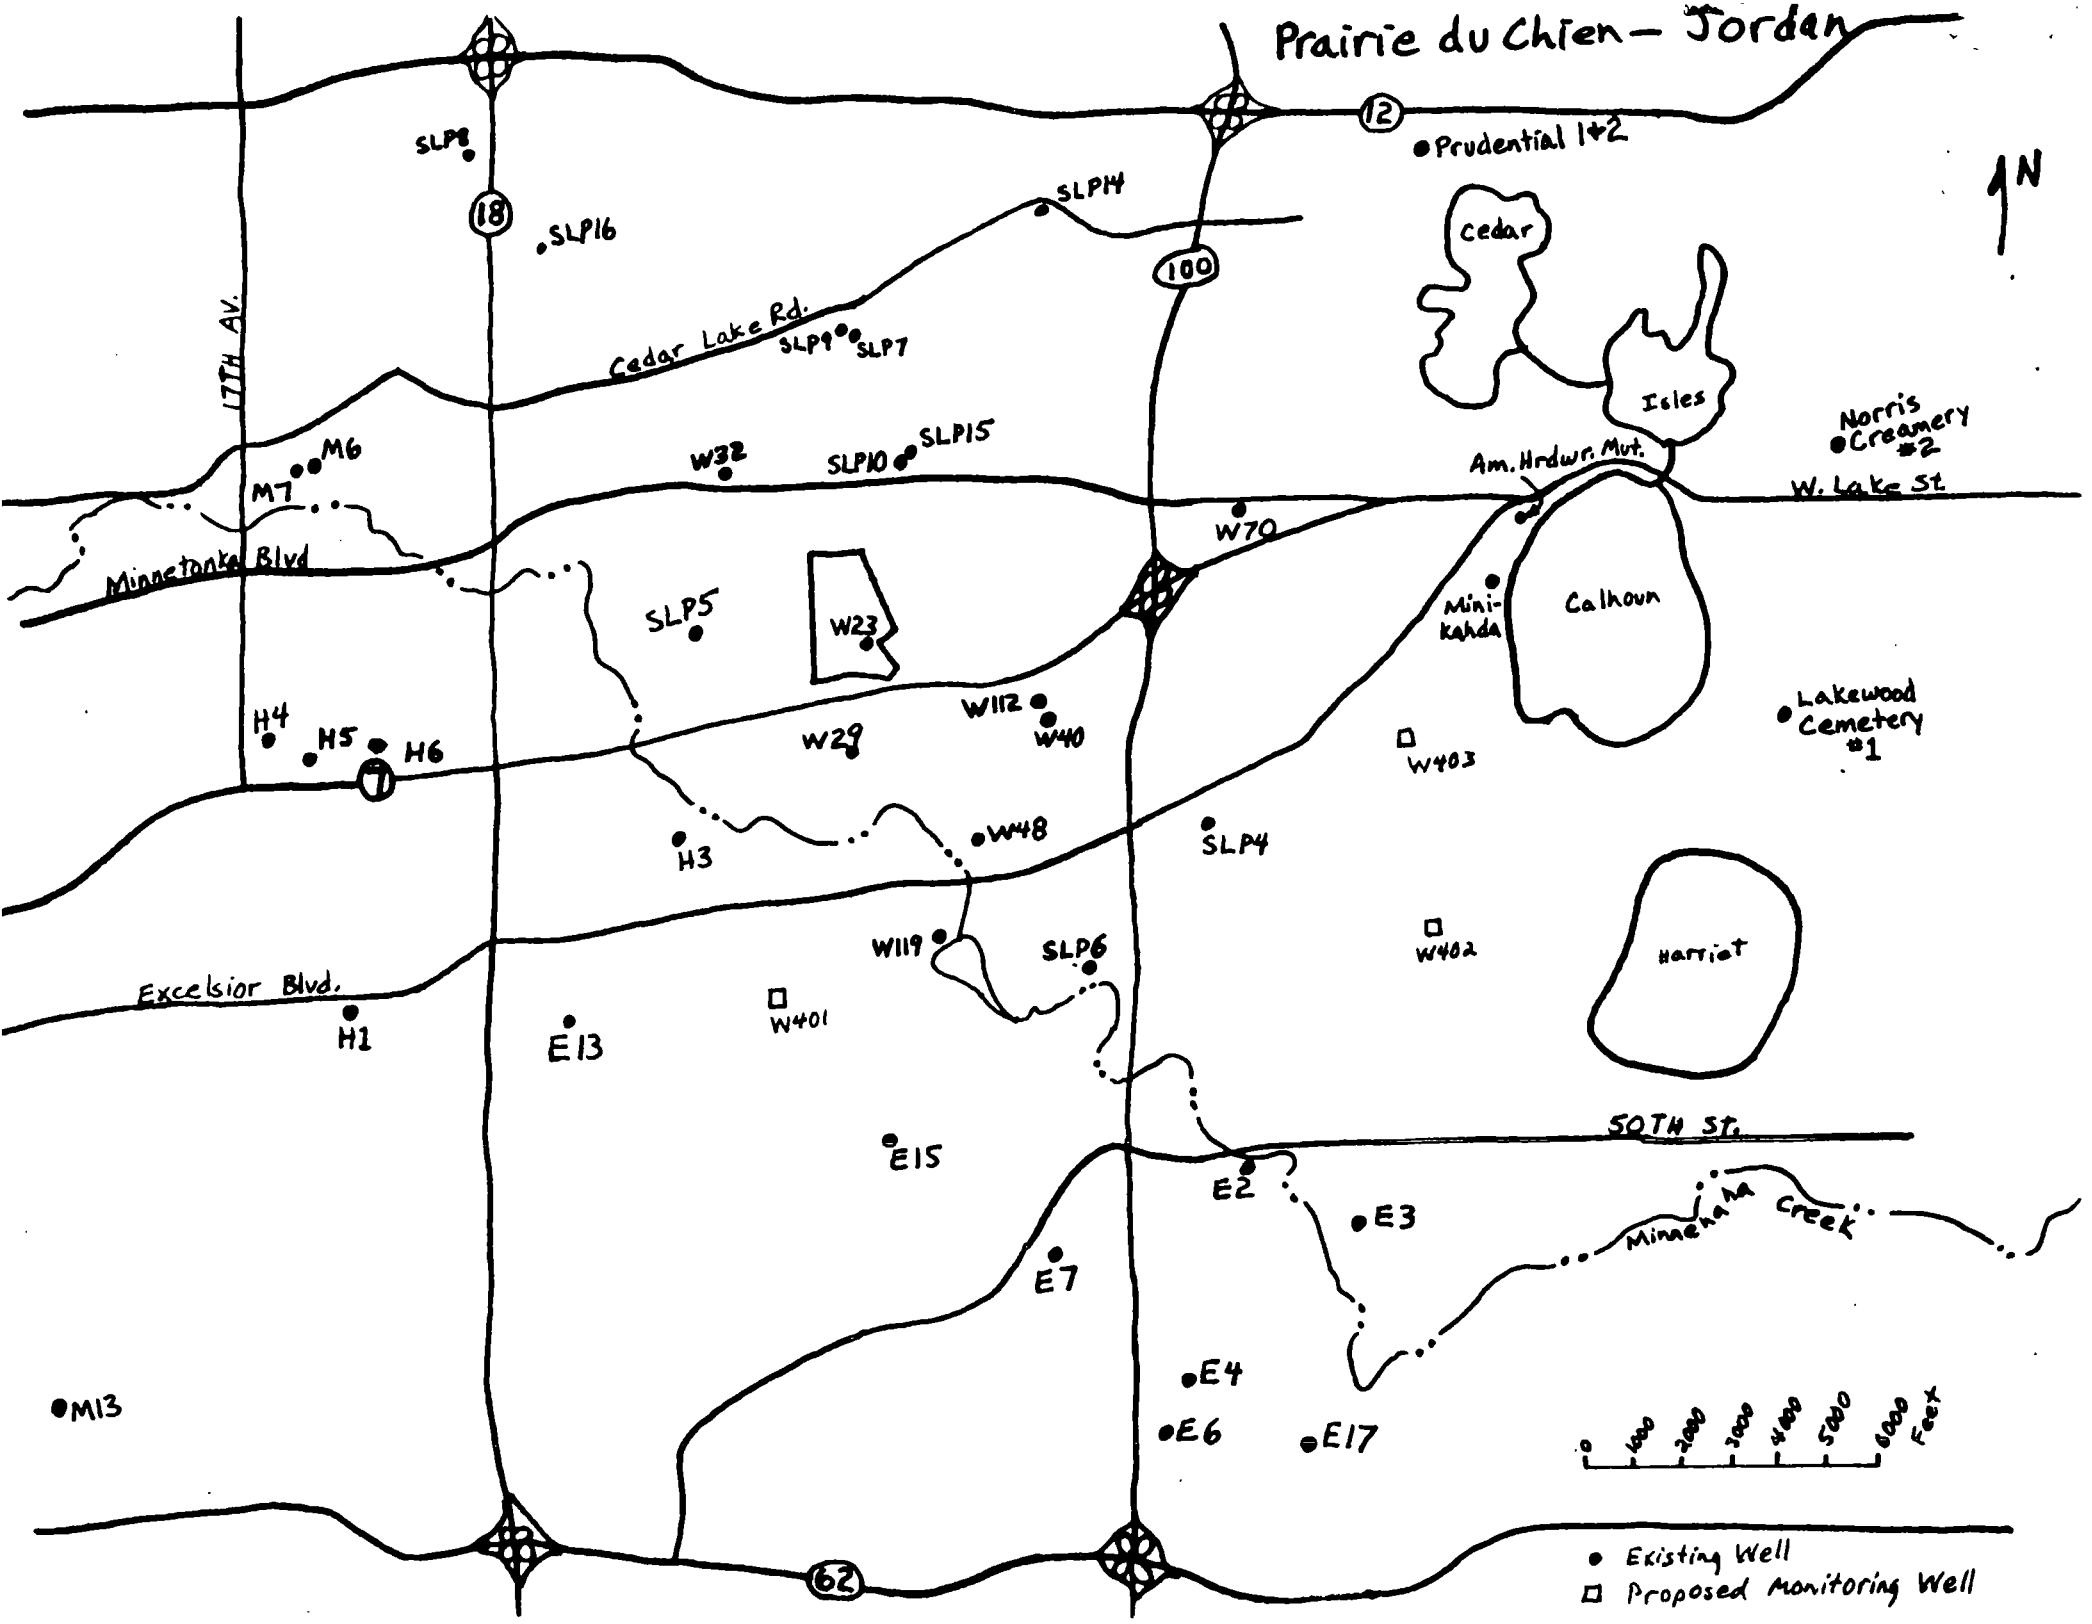 Prairie du Chien - Jordan
12
Prudential 1+2
N
SLP8
18
SLP16
SLP14
100
Cedar
17TH AV.
Cedar Lake Rd.
SLP9
SLP7
Isles
M6
M7
W32
SLP10
SLP15
Am. Hrdwr. Mut.
Norris
Creamery
#2
W. Lake St
W70
Minnetonka Blvd
SLP5
W23
Mini-
kahda
Calhoun
H4
H5
H6
7
W112
W40
W29
W403
Lakewood
Cemetery
#1
H3
W48
SLP4
W119
SLP6
W402
Harriet
Excelsior Blvd.
H1
E13
W401
50TH St.
E15
E2
E3
Minnehaha Creek
E7
E4
M13
E6
E17
0 1000 2000 3000 4000 5000 6000
Feet
62
Existing Well
Proposed Monitoring Well